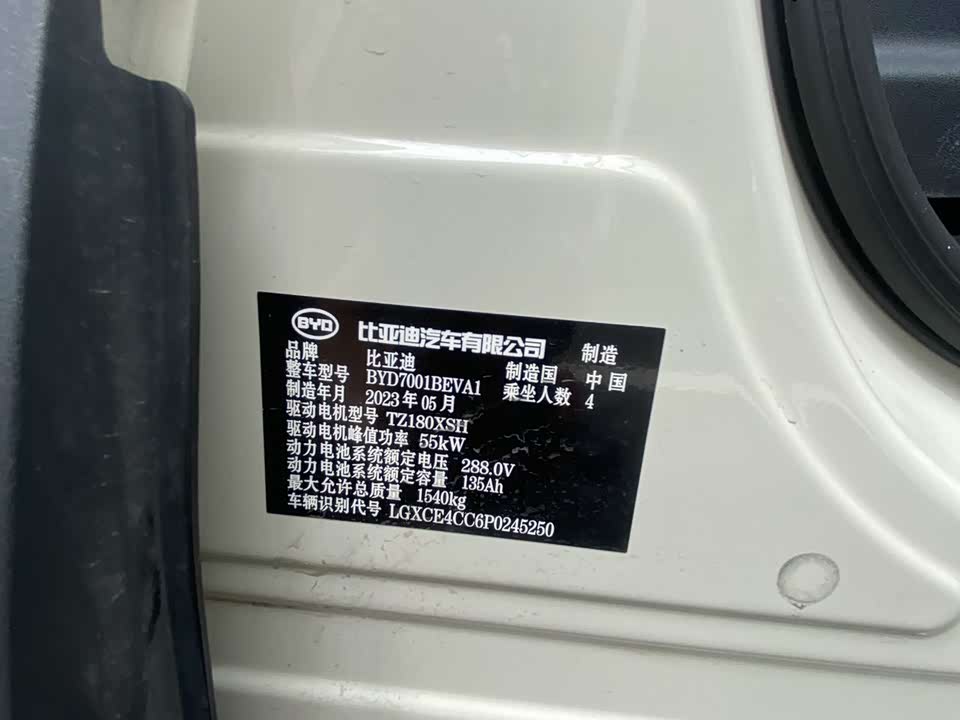 BYD 比亚迪汽车有限公司 制造
品牌 比亚迪 制造国 中国
整车型号 BYD7001BEVA1 乘坐人数 4
制造年月 2023年05月
驱动电机型号 TZ180XSH
驱动电机峰值功率 55kW
动力电池系统额定电压 288.0V
动力电池系统额定容量 135Ah
最大允许总质量 1540kg
车辆识别代号 LGXCE4CC6P0245250